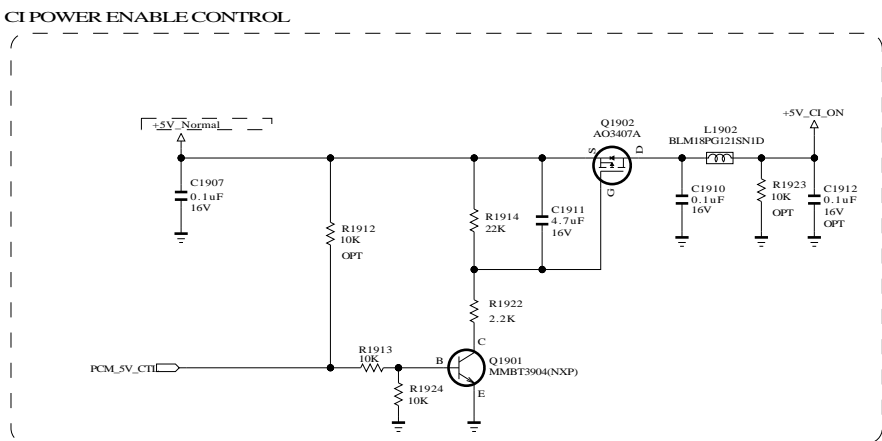 CI POWER ENABLE CONTROL
+5V_Normal
C1907
0.1uF
16V
R1912
10K
OPT
R1914
22K
C1911
4.7uF
16V
Q1902
AO3407A
S
D
G
L1902
BLM18PG121SN1D
+5V_CI_ON
C1910
0.1uF
16V
R1923
10K
OPT
C1912
0.1uF
16V
OPT
R1922
2.2K
PCM_5V_CTL
R1913
10K
R1924
10K
B
C
E
Q1901
MMBT3904(NXP)